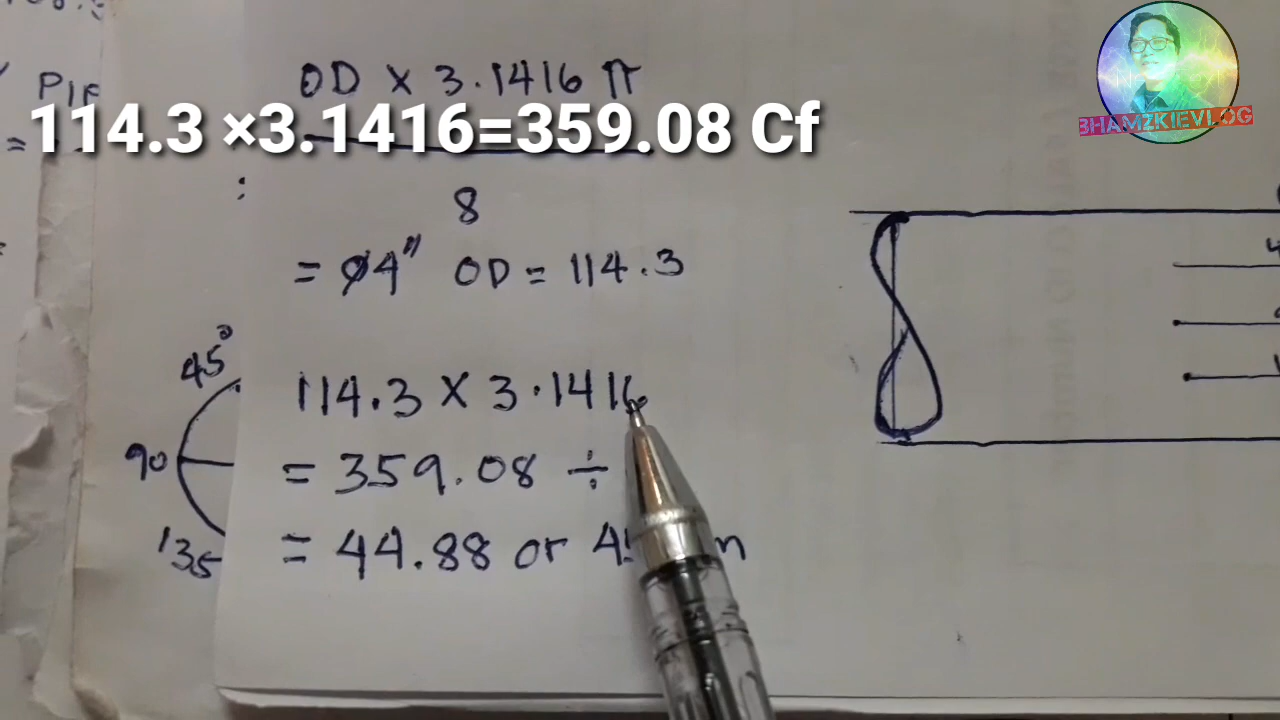 OD × 3.1416 π
114.3 ×3.1416=359.08 Cf
8
= Ø4" OD = 114.3
45°
114.3 × 3.1416
90
= 359.08 ÷
135
= 44.88 or
BHAMZKIEVLOG